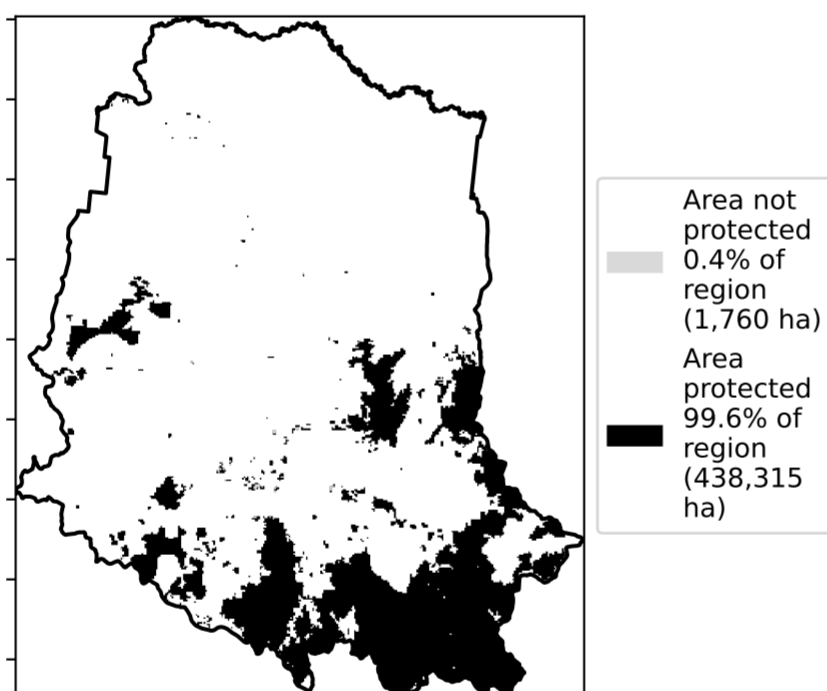 Area not
protected
0.4% of
region
(1,760 ha)
Area
protected
99.6% of
region
(438,315
ha)